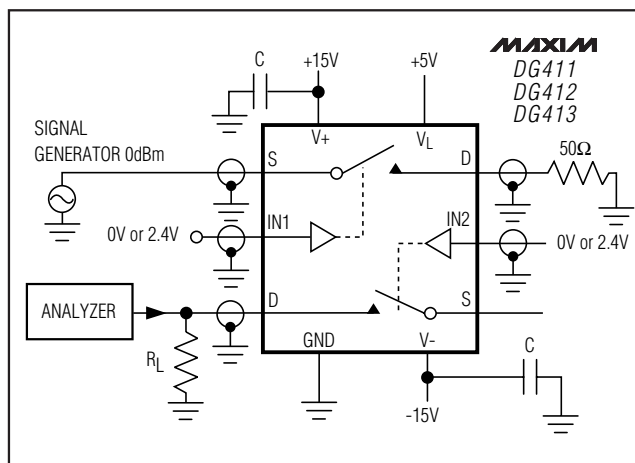 MAXIM
DG411
DG412
DG413
C
+15V
+5V
SIGNAL
GENERATOR 0dBm
V+
VL
S
D
50Ω
IN1
IN2
0V or 2.4V
0V or 2.4V
ANALYZER
D
S
RL
GND
V-
C
-15V